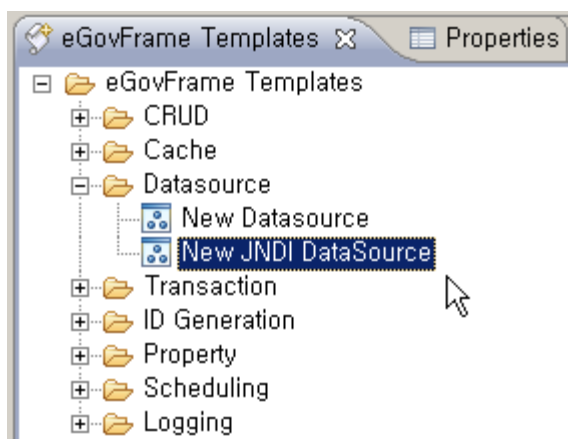 eGovFrame Templates Properties
eGovFrame Templates
CRUD
Cache
Datasource
New Datasource
New JNDI DataSource
Transaction
ID Generation
Property
Scheduling
Logging